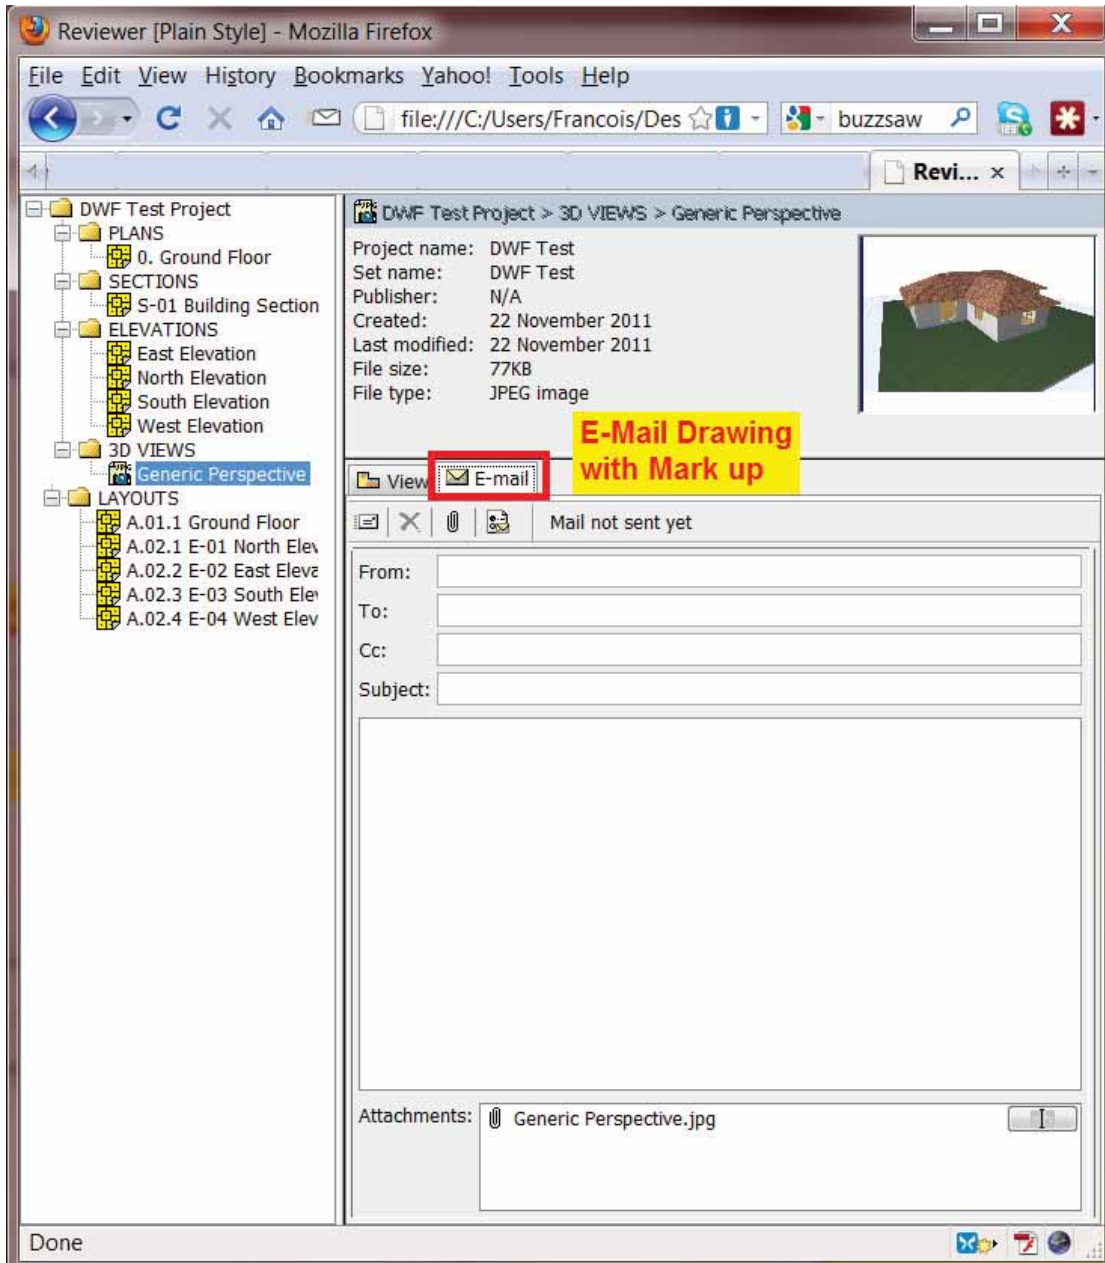 Reviewer [Plain Style] - Mozilla Firefox
File Edit View History Bookmarks Yahoo! Tools Help
file:///C:/Users/Francois/Des
buzzsaw
Revi...
DWF Test Project
PLANS
0. Ground Floor
SECTIONS
S-01 Building Section
ELEVATIONS
East Elevation
North Elevation
South Elevation
West Elevation
3D VIEWS
Generic Perspective
LAYOUTS
A.01.1 Ground Floor
A.02.1 E-01 North Elev
A.02.2 E-02 East Eleva
A.02.3 E-03 South Elev
A.02.4 E-04 West Elev
DWF Test Project > 3D VIEWS > Generic Perspective
Project name: DWF Test
Set name: DWF Test
Publisher: N/A
Created: 22 November 2011
Last modified: 22 November 2011
File size: 77KB
File type: JPEG image
E-Mail Drawing
with Mark up
View E-mail
Mail not sent yet
From:
To:
Cc:
Subject:
Attachments: Generic Perspective.jpg
Done